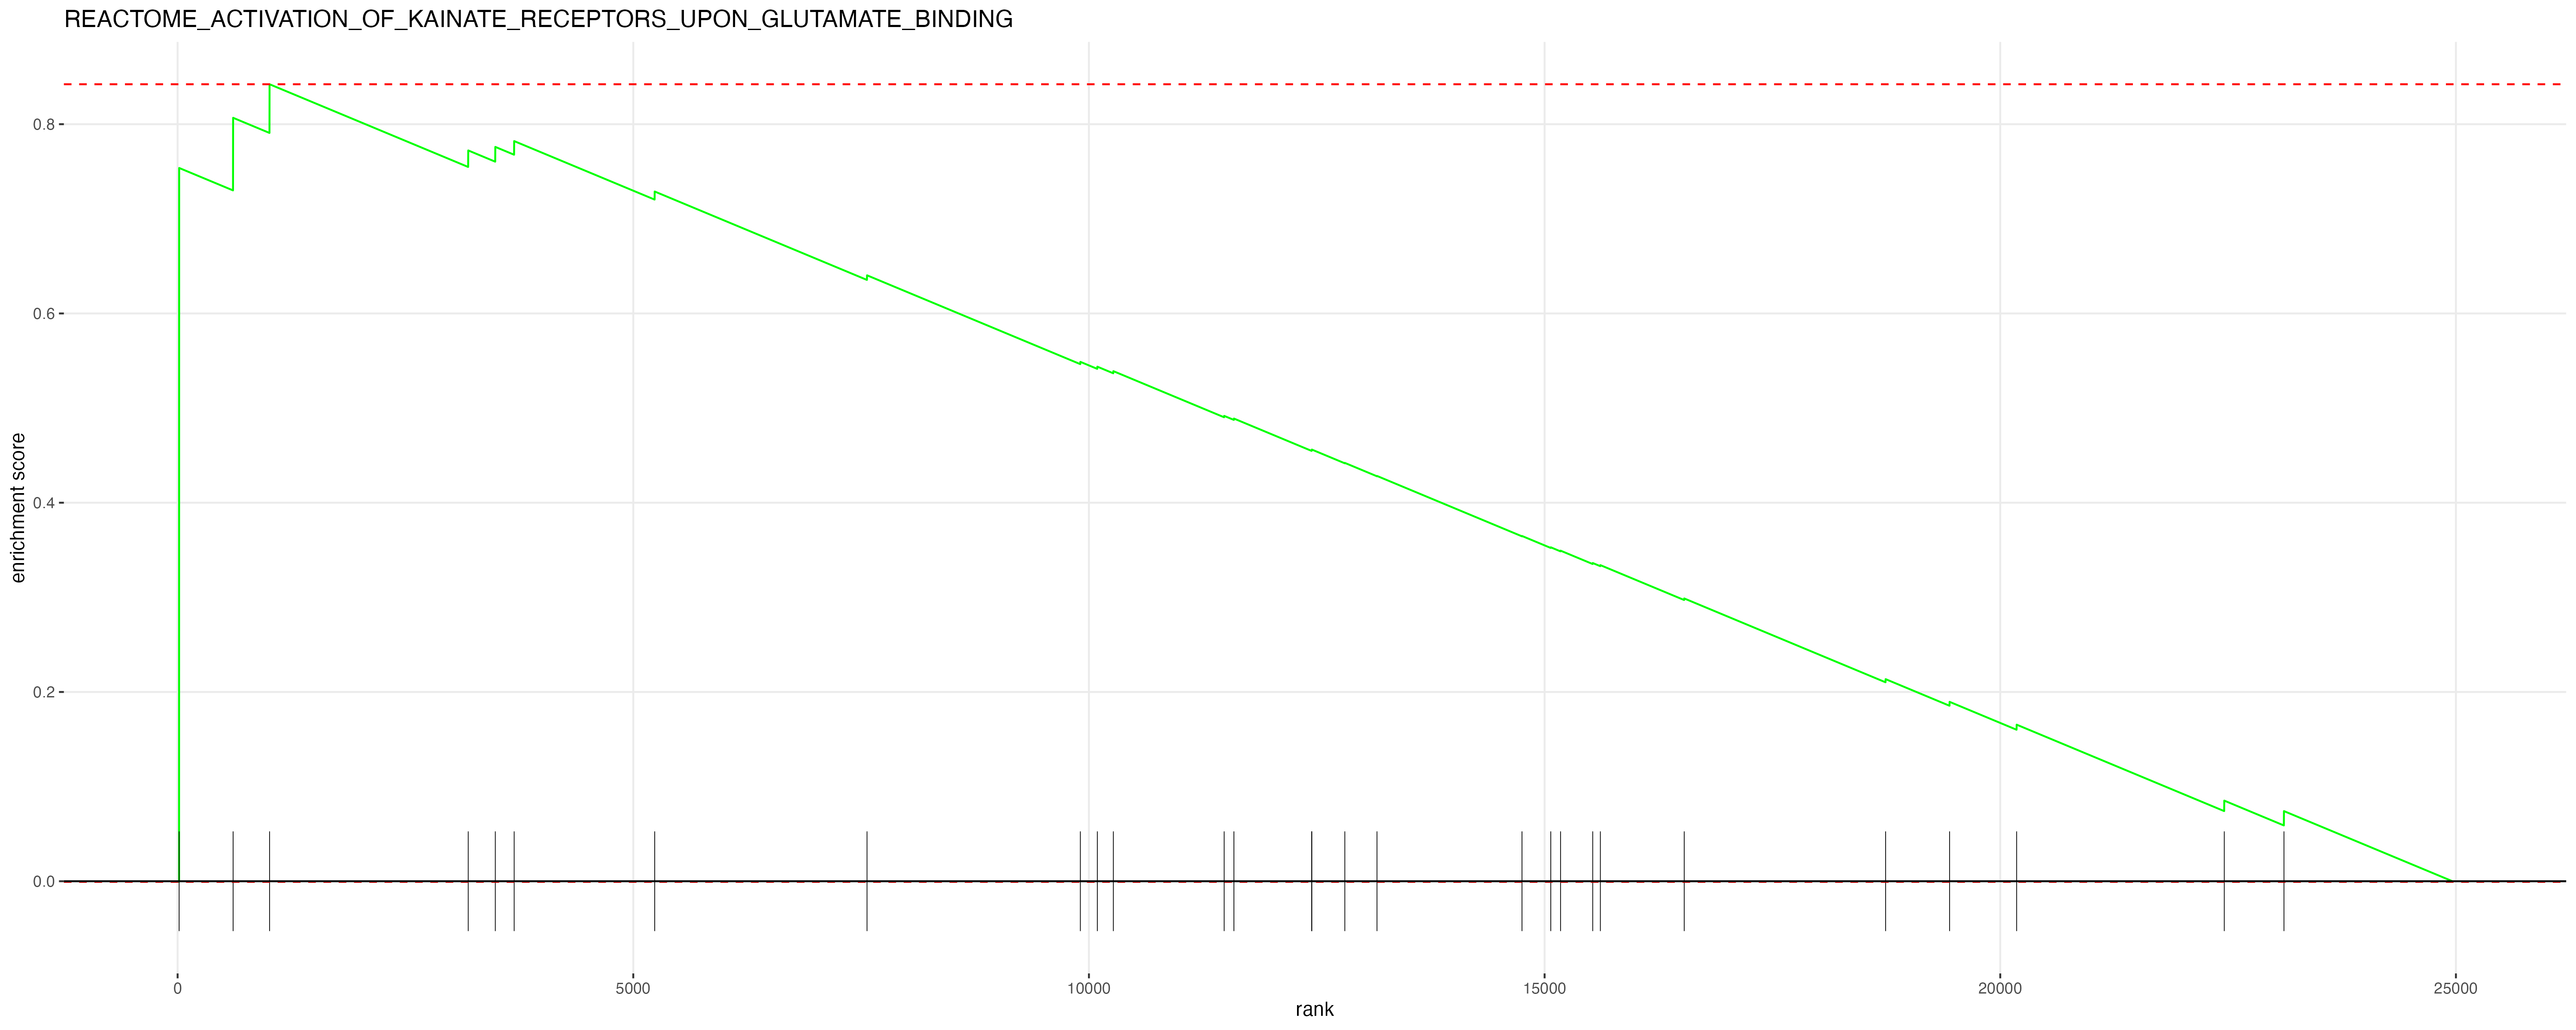 REACTOME_ACTIVATION_OF_KAINATE_RECEPTORS_UPON_GLUTAMATE_BINDING
0.8
0.6
0.4
0.2
0.0
enrichment score
0 5000 10000 15000 20000 25000
rank